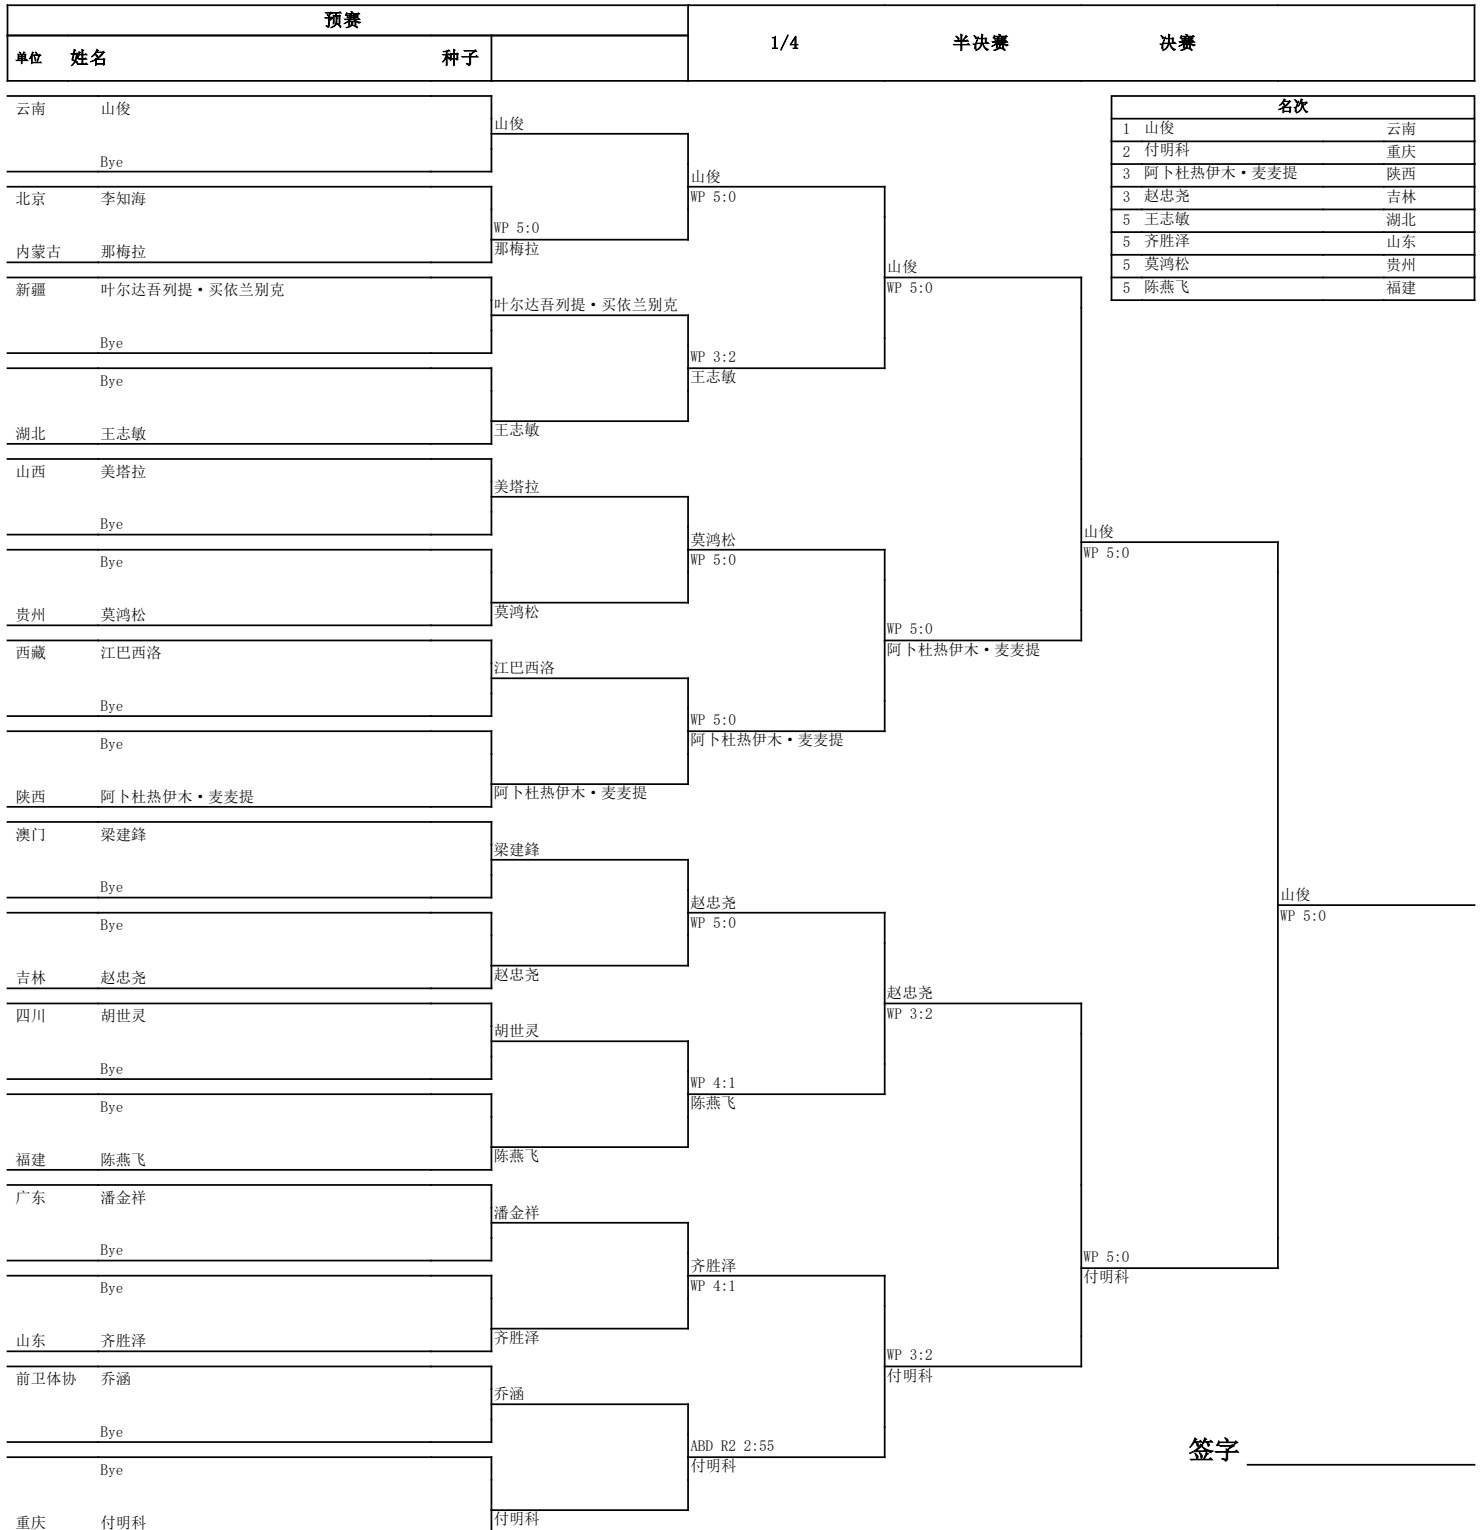 预赛
1/4 半决赛 决赛
单位 姓名 种子
云南 山俊
Bye
北京 李知海
内蒙古 那梅拉
新疆 叶尔达吾列提·买依兰别克
Bye
Bye
湖北 王志敏
山西 美塔拉
Bye
Bye
贵州 莫鸿松
西藏 江巴西洛
Bye
Bye
陕西 阿卜杜热伊木·麦麦提
澳门 梁建鋒
Bye
Bye
吉林 赵忠尧
四川 胡世灵
Bye
Bye
福建 陈燕飞
广东 潘金祥
Bye
Bye
山东 齐胜泽
前卫体协 乔涵
Bye
Bye
重庆 付明科
山俊
WP 5:0
那梅拉
叶尔达吾列提·买依兰别克
王志敏
美塔拉
莫鸿松
江巴西洛
阿卜杜热伊木·麦麦提
梁建鋒
赵忠尧
胡世灵
陈燕飞
潘金祥
齐胜泽
乔涵
付明科
山俊
WP 5:0
WP 3:2
王志敏
莫鸿松
WP 5:0
WP 5:0
阿卜杜热伊木·麦麦提
赵忠尧
WP 5:0
WP 4:1
陈燕飞
齐胜泽
WP 4:1
ABD R2 2:55
付明科
山俊
WP 5:0
WP 5:0
阿卜杜热伊木·麦麦提
赵忠尧
WP 3:2
WP 3:2
付明科
山俊
WP 5:0
WP 5:0
付明科
山俊
WP 5:0
名次
1 山俊 云南
2 付明科 重庆
3 阿卜杜热伊木·麦麦提 陕西
3 赵忠尧 吉林
5 王志敏 湖北
5 齐胜泽 山东
5 莫鸿松 贵州
5 陈燕飞 福建
签字